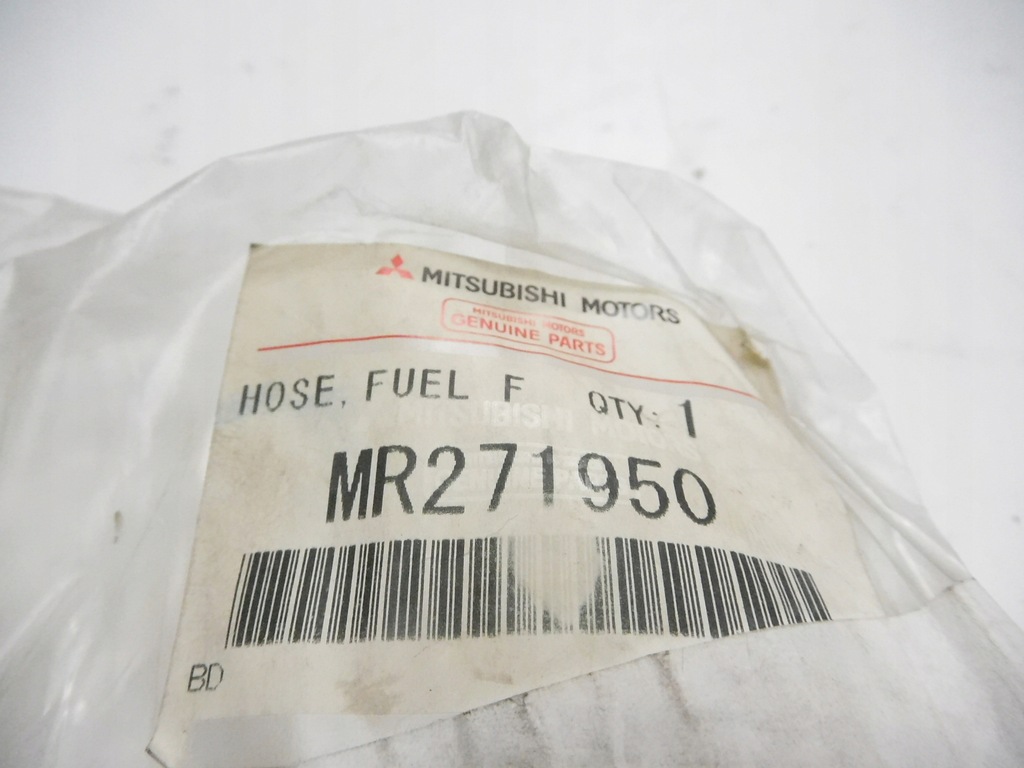 MITSUBISHI MOTORS
MITSUBISHI MOTORS
GENUINE PARTS
HOSE, FUEL F QTY: 1
MR271950
BD